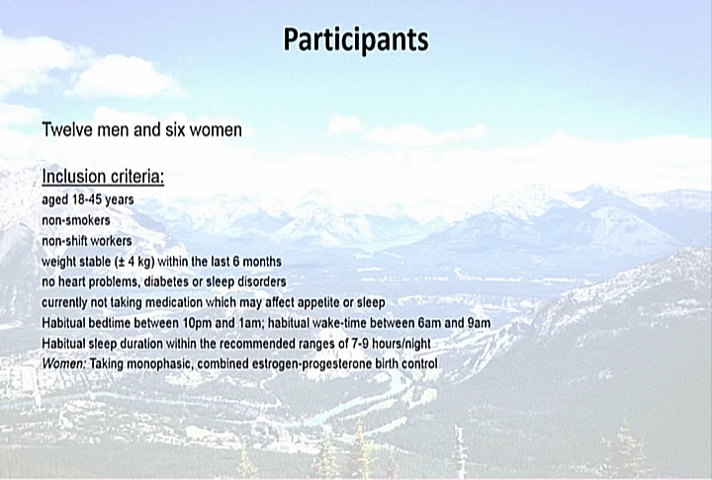 Participants
Twelve men and six women
Inclusion criteria:
aged 18-45 years
non-smokers
non-shift workers
weight stable (± 4 kg) within the last 6 months
no heart problems, diabetes or sleep disorders
currently not taking medication which may affect appetite or sleep
Habitual bedtime between 10pm and 1am; habitual wake-time between 6am and 9am
Habitual sleep duration within the recommended ranges of 7-9 hours/night
Women: Taking monophasic, combined estrogen-progesterone birth control